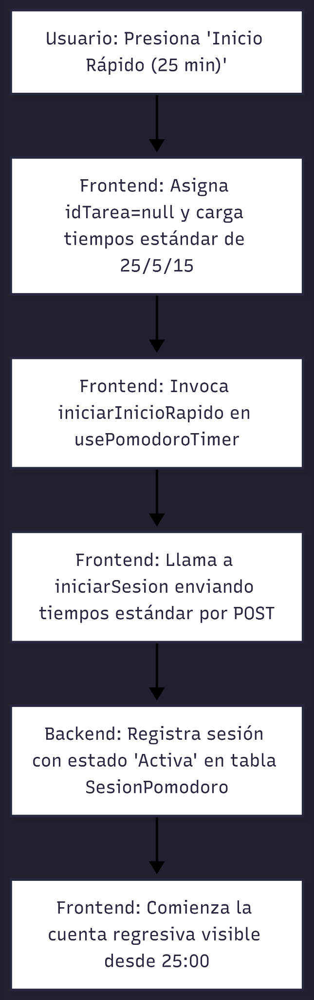 Usuario: Presiona 'Inicio
Rápido (25 min)'
Frontend: Asigna
idTarea=null y carga
tiempos estándar de
25/5/15
Frontend: Invoca
iniciarInicioRapido en
usePomodoroTimer
Frontend: Llama a
iniciarSesion enviando
tiempos estándar por POST
Backend: Registra sesión
con estado 'Activa' en tabla
SesionPomodoro
Frontend: Comienza la
cuenta regresiva visible
desde 25:00